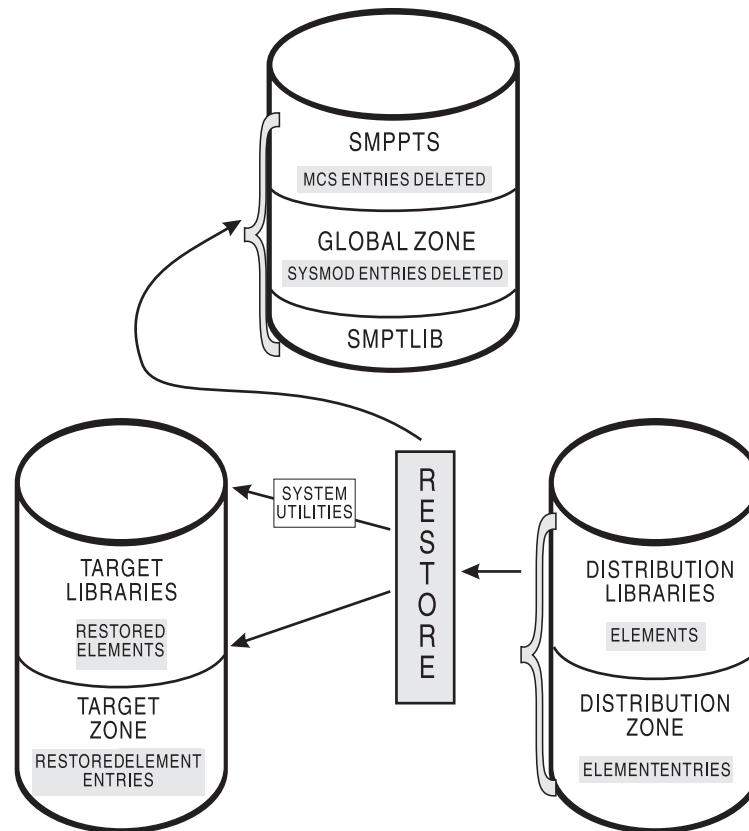 SMPPTS
MCS ENTRIES DELETED
GLOBAL ZONE
SYSMOD ENTRIES DELETED
SMPTLIB
SYSTEM
UTILITIES
RESTORE
TARGET
LIBRARIES
RESTORED
ELEMENTS
TARGET
ZONE
RESTOREDELEMENT
ENTRIES
DISTRIBUTION
LIBRARIES
ELEMENTS
DISTRIBUTION
ZONE
ELEMENTENTRIES